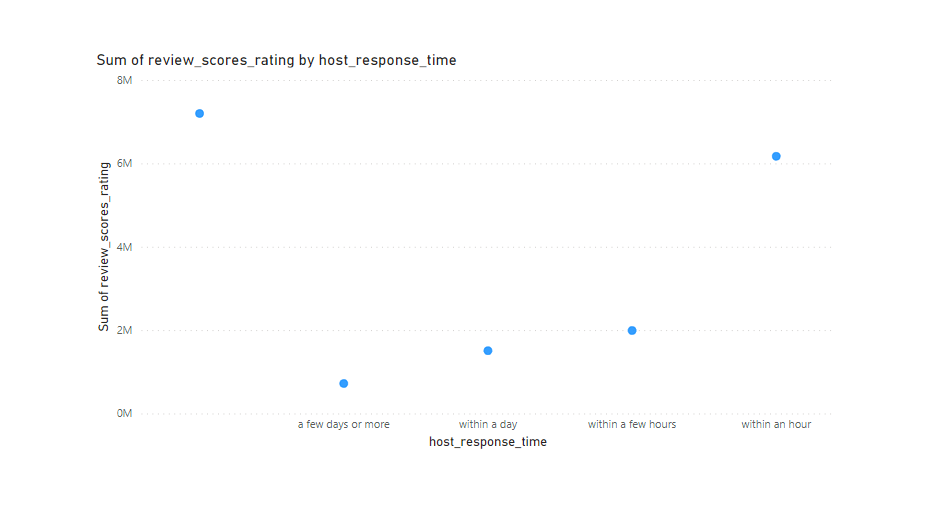 Sum of review_scores_rating by host_response_time
8M
6M
4M
2M
0M
Sum of review_scores_rating
a few days or more
within a day
within a few hours
within an hour
host_response_time